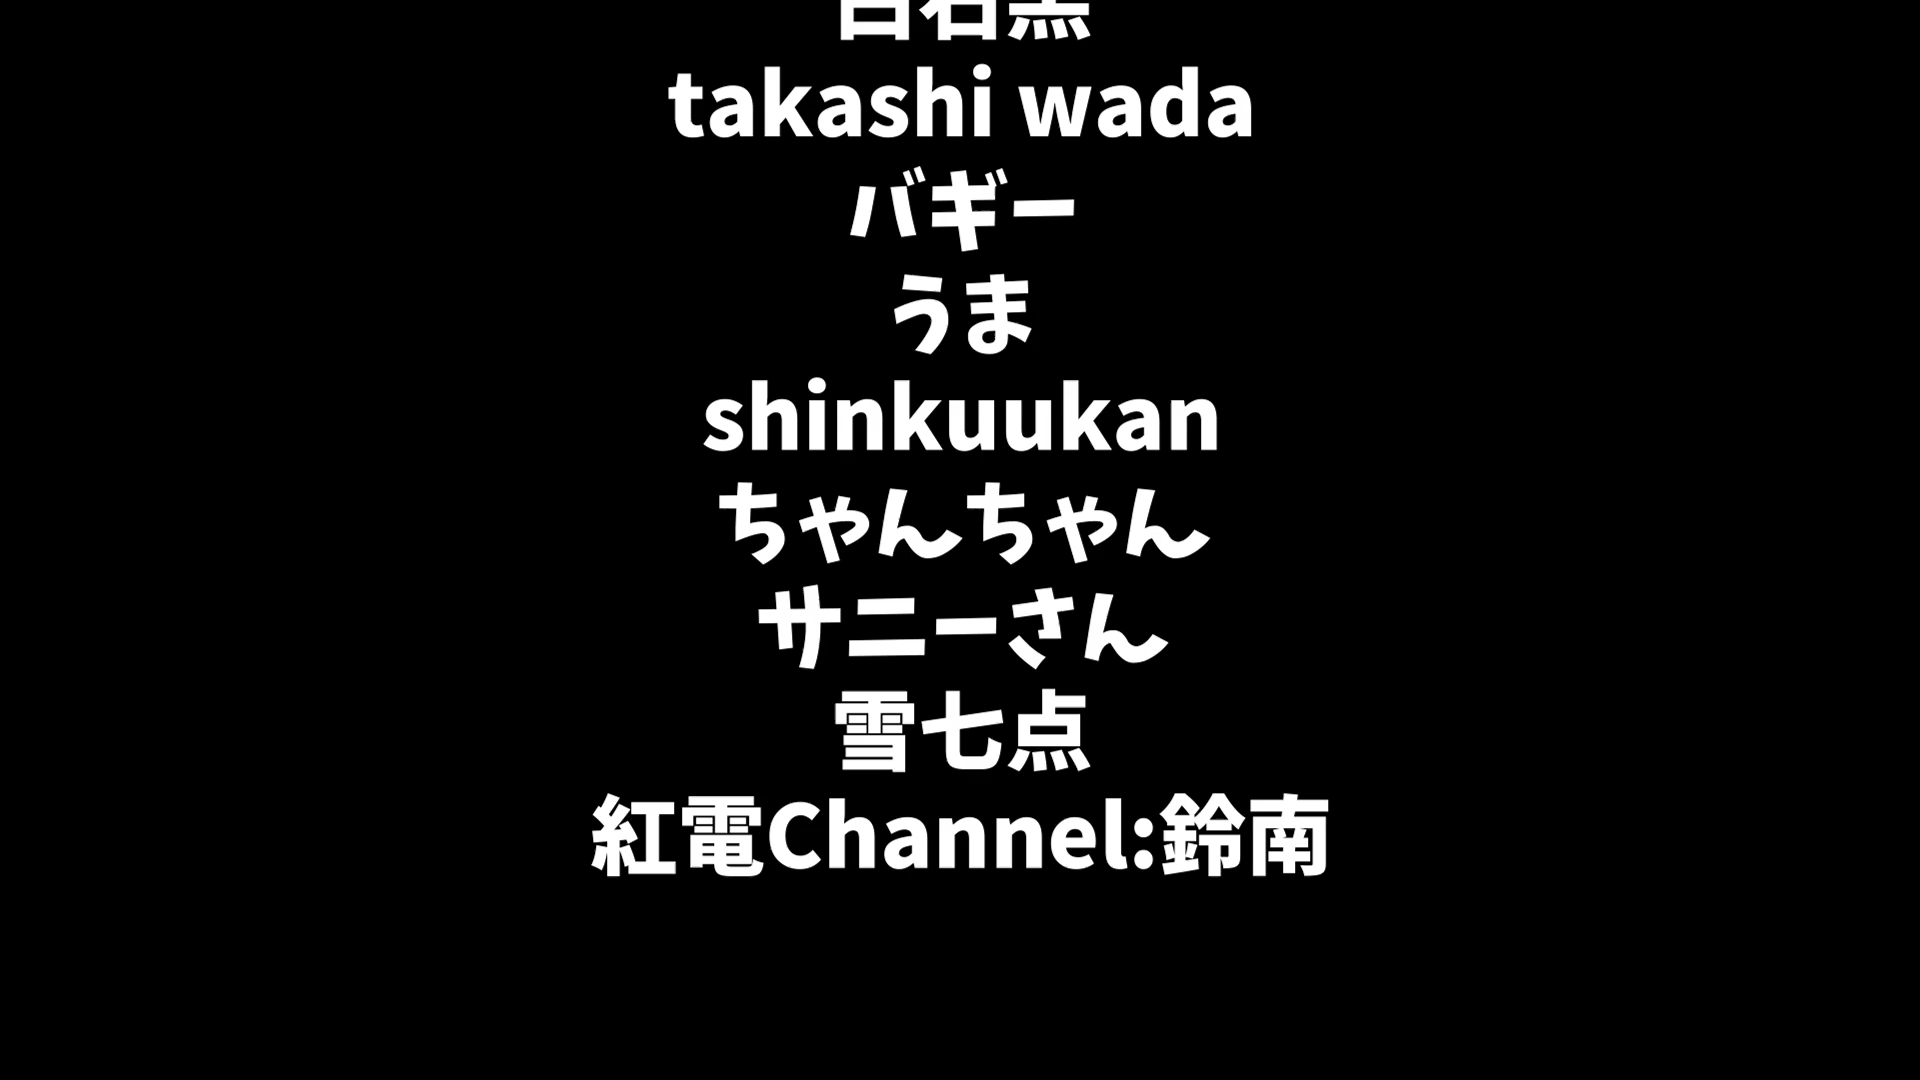 takashi wada
バギー
うま
shinkuukan
ちゃんちゃん
サニーさん
雪七点
紅電Channel:鈴南